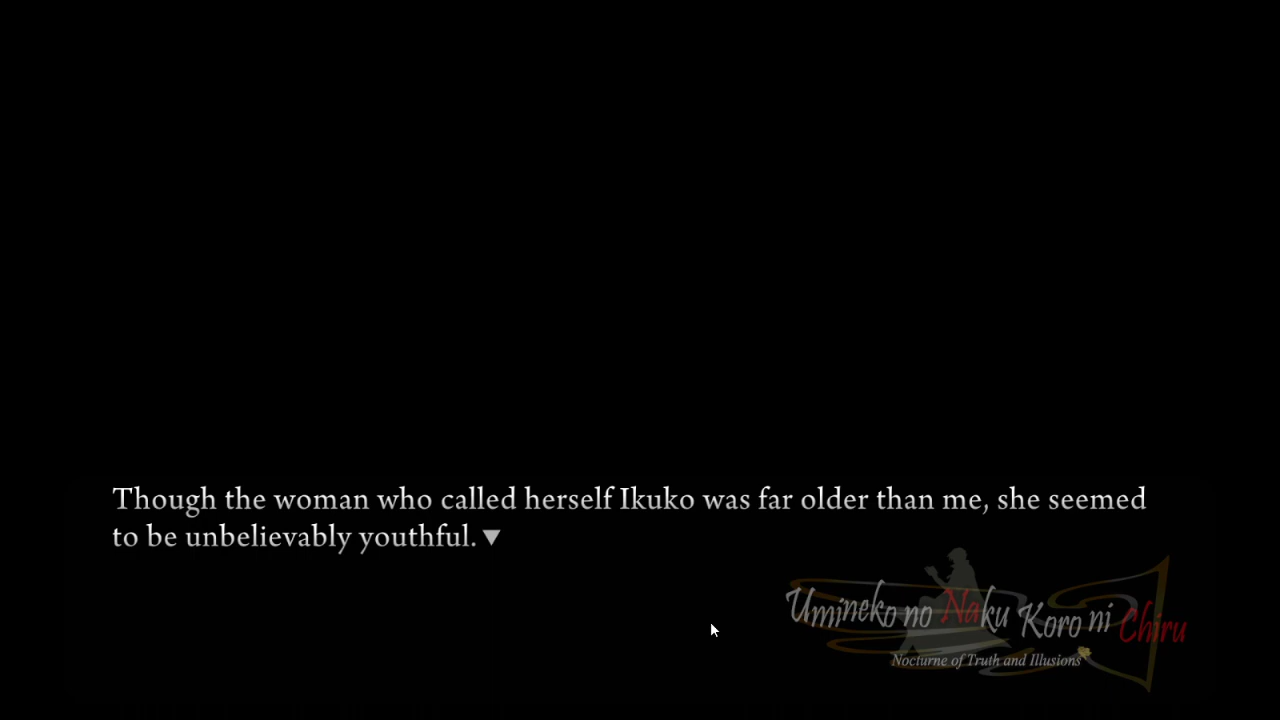 Though the woman who called herself Ikuko was far older than me, she seemed
to be unbelievably youthful.
Umineko no Naku Koro ni Chiru
Nocturne of Truth and Illusions